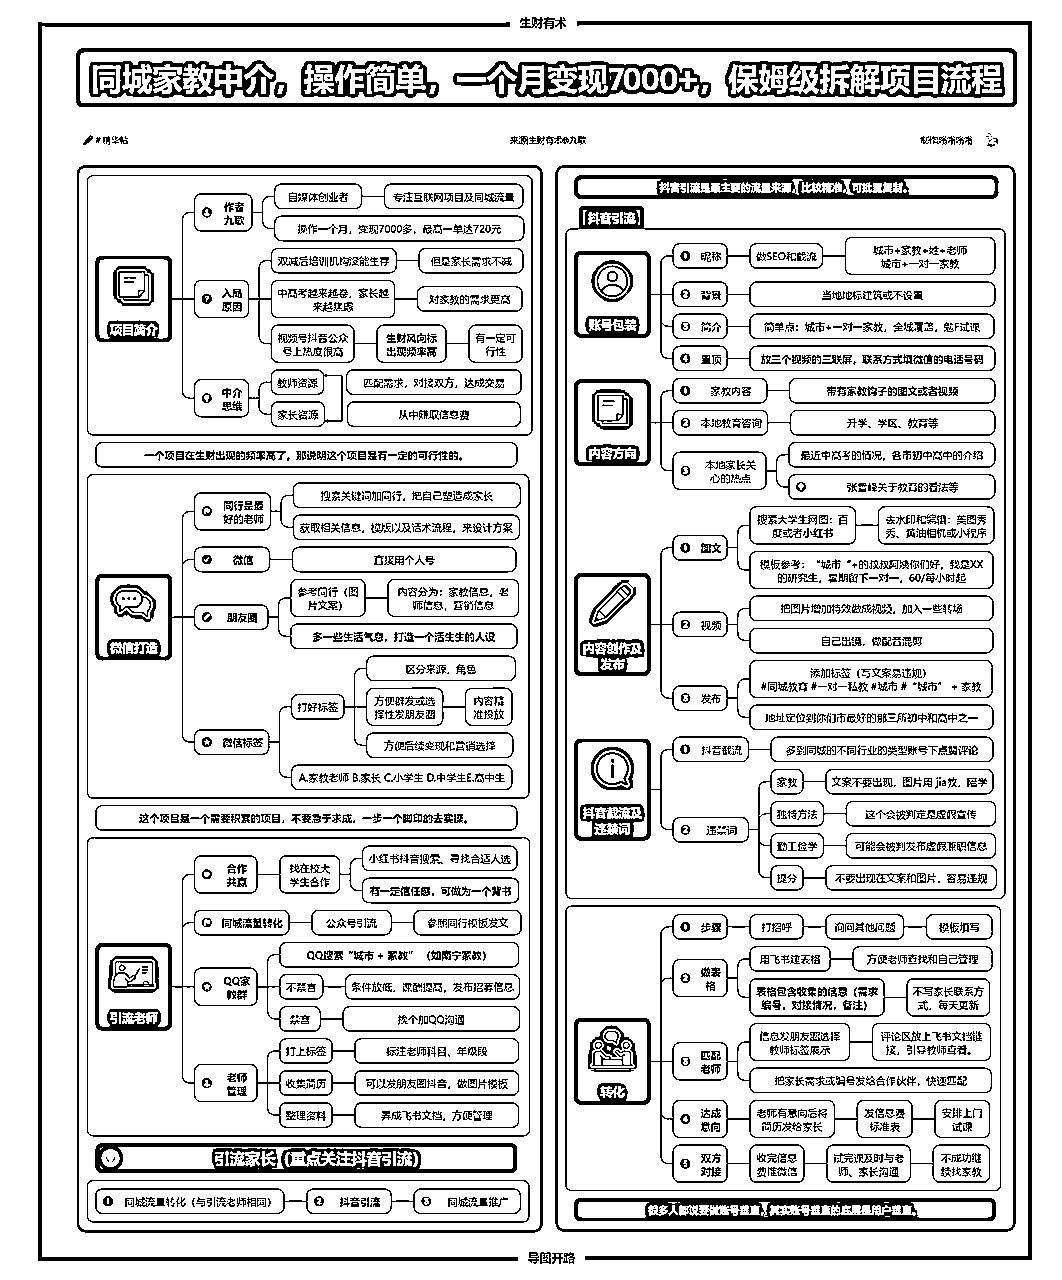 生财有术
同城家教中介，操作简单，一个月变现7000+，保姆级拆解项目流程
#精华帖
来源生财有术@九歌
项目简介
作者
九歌
自媒体创业者
专注互联网项目及同城流量
操作一个月，变现7000多，最高一单达720元
入局
原因
双减后培训机构没能生存
但是家长需求不减
中高考越来越卷，家长越
来越焦虑
对家教的需求更高
视频号抖音公众
号上热度很高
生财风向标
出现频率高
有一定可
行性
中介
思维
教师资源
家长资源
匹配需求，对接双方，达成交易
从中赚取信息费
一个项目在生财出现的频率高了，那说明这个项目是有一定的可行性的。
微信打造
同行是最
好的老师
搜索关键词加同行，把自己塑造成家长
获取相关信息，模版以及话术流程，来设计方案
微信
直接用个人号
朋友圈
参考同行（图
片文案）
内容分为：家教信息，老
师信息，营销信息
多一些生活气息，打造一个活生生的人设
微信标签
打好标签
区分来源，角色
方便群发或选
择性发朋友圈
内容精
准投放
方便后续变现和营销选择
A.家教老师 B.家长 C.小学生 D.中学生E.高中生
这个项目是一个需要积累的项目，不要急于求成，一步一个脚印的去实操。
引流老师
合作
共赢
找在校大
学生合作
小红书抖音搜索、寻找合适人选
有一定信任感，可做为一个背书
同城流量转化
公众号引流
参照同行模板发文
QQ家
教群
QQ搜索“城市 + 家教”（如南宁家教）
不禁言
条件放低，课酬提高，发布招募信息
禁言
挨个加QQ沟通
老师
管理
打上标签
标注老师科目、年级段
收集简历
可以发朋友圈抖音，做图片模板
整理资料
弄成飞书文档，方便管理
引流家长（重点关注抖音引流）
1 同城流量转化（与引流老师相同）
2 抖音引流
3 同城流量推广
抖音引流是最主要的流量来源，比较精准，可批量复制。
抖音引流
账号包装
1 昵称
做SEO和截流
城市+家教+姓+老师
城市+一对一家教
2 背景
当地地标建筑或不设置
3 简介
简单点：城市+一对一家教，全城覆盖，免F试课
4 置顶
放三个视频的三联屏，联系方式填微信的电话号码
内容方向
1 家教内容
带有家教钩子的图文或者视频
2 本地教育咨询
升学、学区、教育等
3 本地家长关
心的热点
最近中高考的情况，各市初中高中的介绍
张雪峰关于教育的看法等
内容创作及
发布
1 图文
搜索大学生网图：百
度或者小红书
去水印和编辑：美图秀
秀、黄油相机或小程序
模板参考：“城市“+的叔叔阿姨你们好，我是XX
的研究生，暑期留下一对一，60/每小时起
2 视频
把图片增加特效做成视频，加入一些转场
自己出镜，做配音混剪
3 发布
添加标签（写文案易违规）
#同城教育 #一对一私教 #城市 #“城市” + 家教
地址定位到你们市最好的那三所初中和高中之一
抖音截流及
违禁词
1 抖音截流
多到同城的不同行业的类型账号下点赞评论
2 违禁词
家教
文案不要出现，图片用 jia教，陪学
独特方法
这个会被判定是虚假宣传
勤工俭学
可能会被判发布虚假兼职信息
提分
不要出现在文案和图片，容易违规
转化
1 步骤
打招呼
询问其他问题
模板填写
2 做表
格
用飞书建表格
方便老师查找和自己管理
表格包含收集的信息（需求
编号，对接情况，备注）
不写家长联系方
式，每天更新
3 匹配
老师
信息发朋友圈选择
教师标签展示
评论区放上飞书文档链
接，引导教师查看。
把家长需求或编号发给合作伙伴，快速匹配
4 达成
意向
老师有意向后将
简历发给家长
发信息费
标准表
安排上门
试课
5 双方
对接
收完信息
费推微信
试完课及时与老
师、家长沟通
不成功继
续找家教
很多人都说要做账号垂直，其实账号垂直的底层是用户垂直。
导图开路